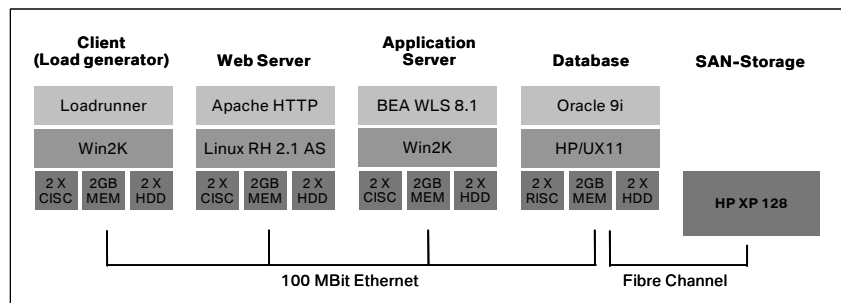 Client
(Load generator)
Web Server
Application
Server
Database
SAN-Storage
Loadrunner
Apache HTTP
BEA WLS 8.1
Oracle 9i
Win2K
Linux RH 2.1 AS
Win2K
HP/UX11
2 X
CISC
2GB
MEM
2 X
HDD
2 X
CISC
2GB
MEM
2 X
HDD
2 X
CISC
2GB
MEM
2 X
HDD
2 X
RISC
2GB
MEM
2 X
HDD
HP XP 128
100 MBit Ethernet
Fibre Channel